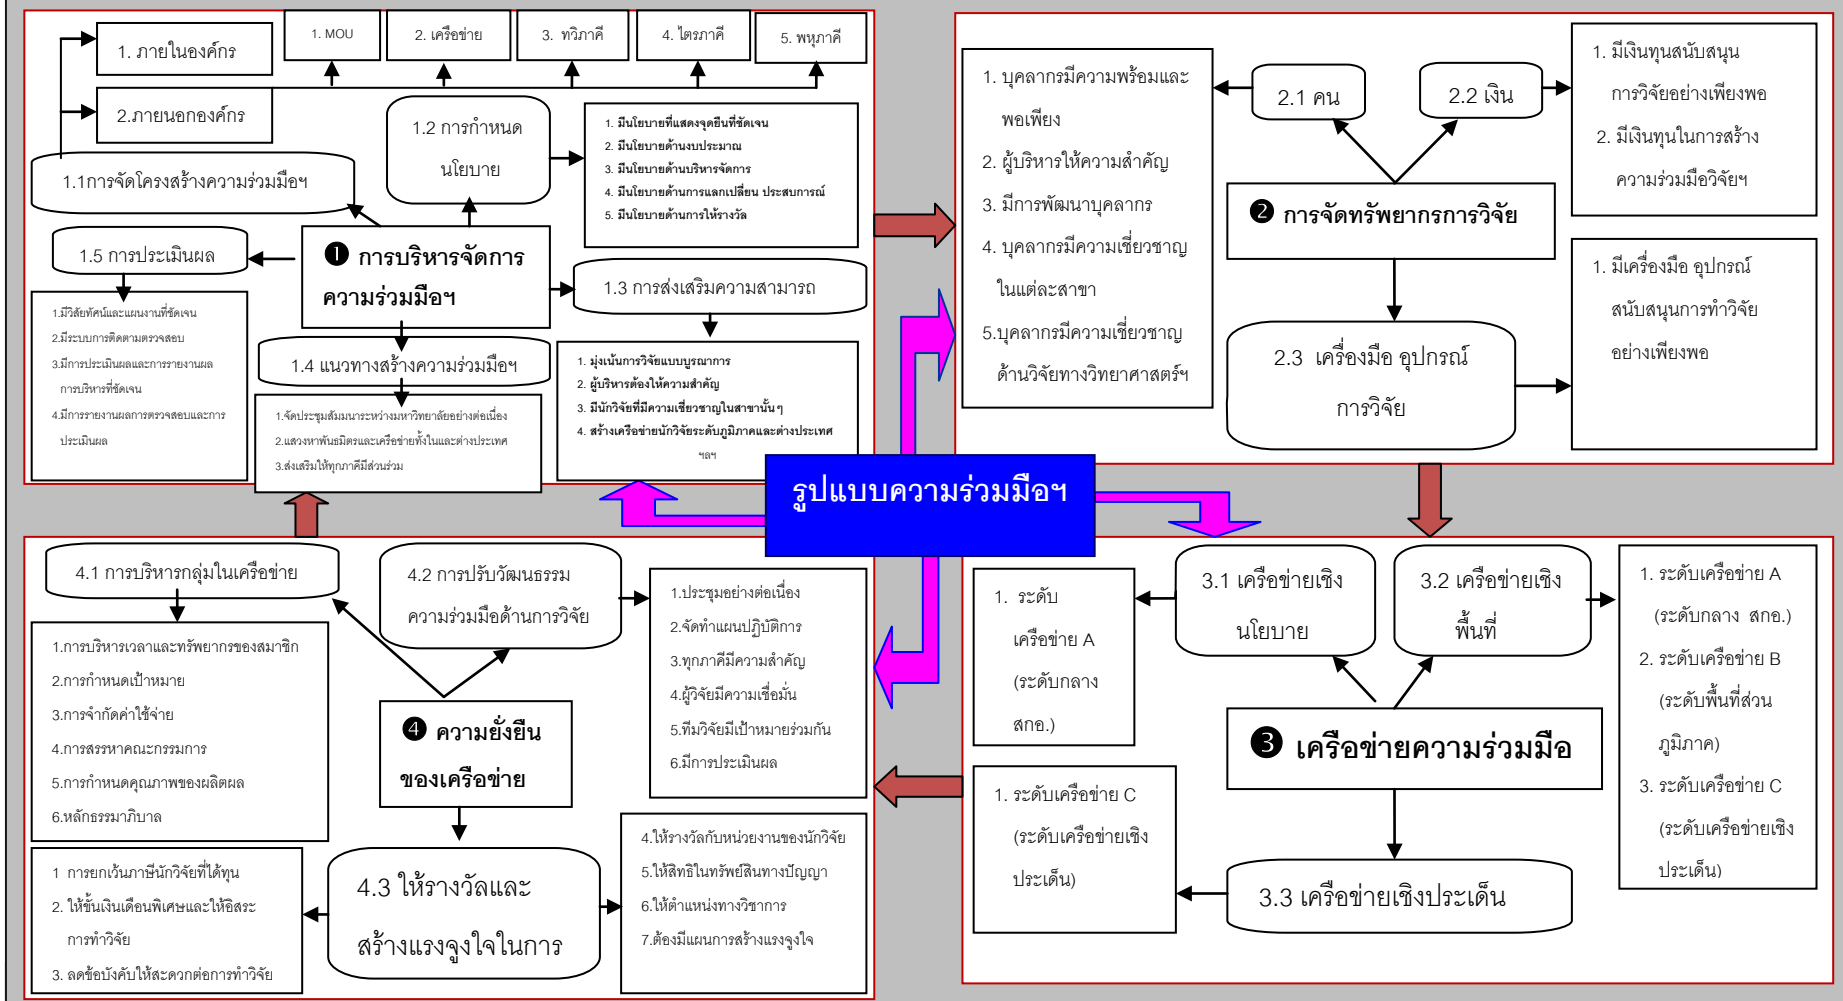 1. ภายในองค์กร
2.ภายนอกองค์กร
1. MOU
2. เครือข่าย
3. ทวิภาคี
4. ไตรภาคี
5. พหุภาคี
1.1การจัดโครงสร้างความร่วมมือฯ
1.2 การกำหนด
นโยบาย
1. มีนโยบายที่แสดงจุดยืนที่ชัดเจน
2. มีนโยบายด้านงบประมาณ
3. มีนโยบายด้านบริหารจัดการ
4. มีนโยบายด้านการแลกเปลี่ยน ประสบการณ์
5. มีนโยบายด้านการให้รางวัล
❶ การบริหารจัดการ
ความร่วมมือฯ
1.5 การประเมินผล
1.มีวิสัยทัศน์และแผนงานที่ชัดเจน
2.มีระบบการติดตามตรวจสอบ
3.มีการประเมินผลและการรายงานผล
การบริหารที่ชัดเจน
4.มีการรายงานผลการตรวจสอบและการ
ประเมินผล
1.3 การส่งเสริมความสามารถ
1. มุ่งเน้นการวิจัยแบบบูรณาการ
2. ผู้บริหารต้องให้ความสำคัญ
3. มีนักวิจัยที่มีความเชี่ยวชาญในสาขานั้น ๆ
4. สร้างเครือข่ายนักวิจัยระดับภูมิภาคและต่างประเทศ
ฯลฯ
1.4 แนวทางสร้างความร่วมมือฯ
1.จัดประชุมสัมมนาระหว่างมหาวิทยาลัยอย่างต่อเนื่อง
2.แสวงหาพันธมิตรและเครือข่ายทั้งในและต่างประเทศ
3.ส่งเสริมให้ทุกภาคีมีส่วนร่วม
1. บุคลากรมีความพร้อมและ
พอเพียง
2. ผู้บริหารให้ความสำคัญ
3. มีการพัฒนาบุคลากร
4. บุคลากรมีความเชี่ยวชาญ
ในแต่ละสาขา
5.บุคลากรมีความเชี่ยวชาญ
ด้านวิจัยทางวิทยาศาสตร์ฯ
2.1 คน
2.2 เงิน
1. มีเงินทุนสนับสนุน
การวิจัยอย่างเพียงพอ
2. มีเงินทุนในการสร้าง
ความร่วมมือวิจัยฯ
❷ การจัดทรัพยากรการวิจัย
2.3 เครื่องมือ อุปกรณ์
การวิจัย
1. มีเครื่องมือ อุปกรณ์
สนับสนุนการทำวิจัย
อย่างเพียงพอ
รูปแบบความร่วมมือฯ
4.1 การบริหารกลุ่มในเครือข่าย
1.การบริหารเวลาและทรัพยากรของสมาชิก
2.การกำหนดเป้าหมาย
3.การจำกัดค่าใช้จ่าย
4.การสรรหาคณะกรรมการ
5.การกำหนดคุณภาพของผลิตผล
6.หลักธรรมาภิบาล
4.2 การปรับวัฒนธรรม
ความร่วมมือด้านการวิจัย
1.ประชุมอย่างต่อเนื่อง
2.จัดทำแผนปฏิบัติการ
3.ทุกภาคีมีความสำคัญ
4.ผู้วิจัยมีความเชื่อมั่น
5.ทีมวิจัยมีเป้าหมายร่วมกัน
6.มีการประเมินผล
❹ ความยั่งยืน
ของเครือข่าย
4.3 ให้รางวัลและ
สร้างแรงจูงใจในการ
1 การยกเว้นภาษีนักวิจัยที่ได้ทุน
2. ให้ขั้นเงินเดือนพิเศษและให้อิสระ
การทำวิจัย
3. ลดข้อบังคับให้สะดวกต่อการทำวิจัย
4.ให้รางวัลกับหน่วยงานของนักวิจัย
5.ให้สิทธิในทรัพย์สินทางปัญญา
6.ให้ตำแหน่งทางวิชาการ
7.ต้องมีแผนการสร้างแรงจูงใจ
3.1 เครือข่ายเชิง
นโยบาย
1. ระดับ
เครือข่าย A
(ระดับกลาง
สกอ.)
3.2 เครือข่ายเชิง
พื้นที่
1. ระดับเครือข่าย A
(ระดับกลาง สกอ.)
2. ระดับเครือข่าย B
(ระดับพื้นที่ส่วน
ภูมิภาค)
3. ระดับเครือข่าย C
(ระดับเครือข่ายเชิง
ประเด็น)
❸ เครือข่ายความร่วมมือ
1. ระดับเครือข่าย C
(ระดับเครือข่ายเชิง
ประเด็น)
3.3 เครือข่ายเชิงประเด็น